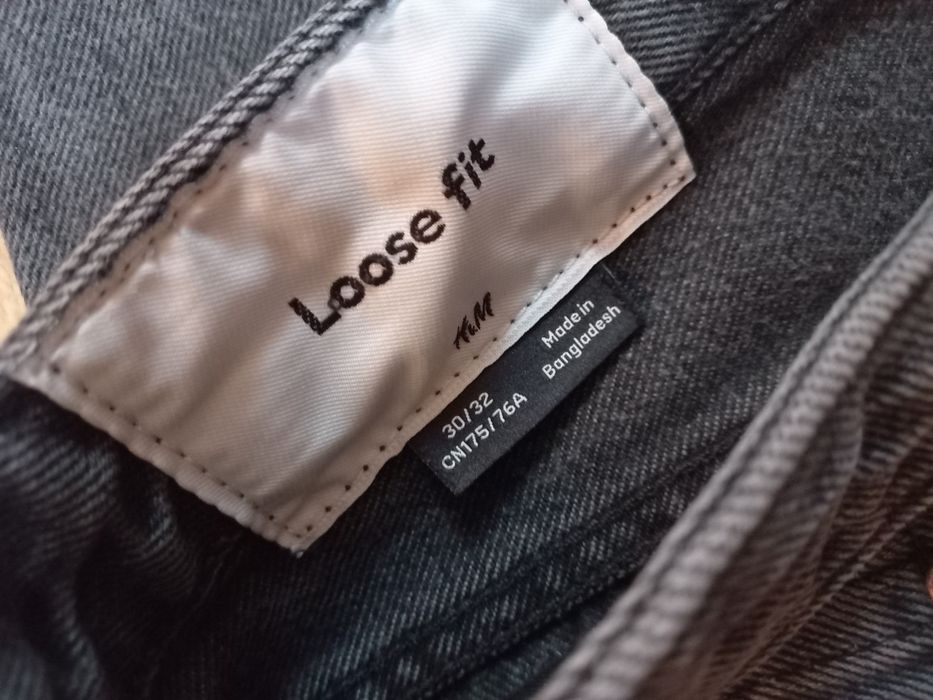 Loose fit
H&M
30/32
CN175/76A
Made in
Bangladesh